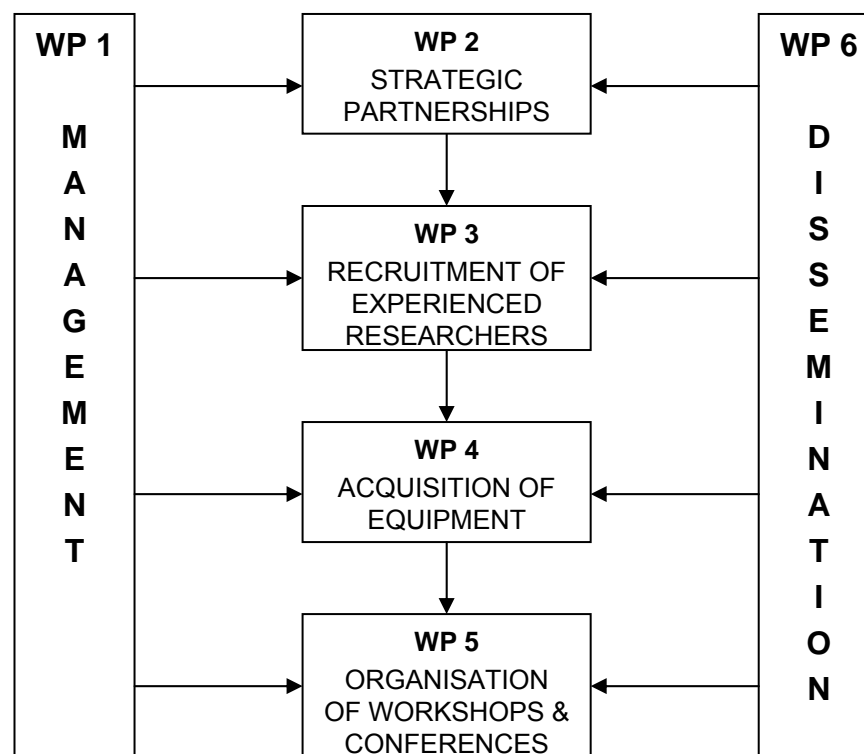 WP 1
M
A
N
A
G
E
M
E
N
T
WP 2
STRATEGIC
PARTNERSHIPS
WP 3
RECRUITMENT OF
EXPERIENCED
RESEARCHERS
WP 4
ACQUISITION OF
EQUIPMENT
WP 5
ORGANISATION
OF WORKSHOPS &
CONFERENCES
WP 6
D
I
S
S
E
M
I
N
A
T
I
O
N